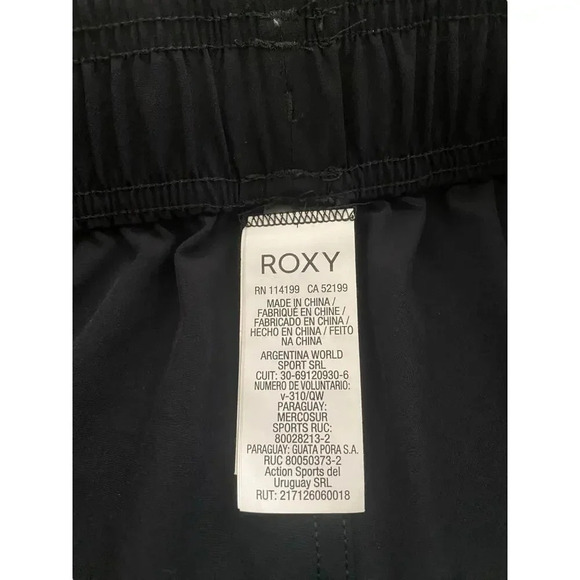 ROXY
RN 114199 CA 52199
MADE IN CHINA /
FABRIQUÉ EN CHINE /
FABRICADO EN CHINA /
HECHO EN CHINA / FEITO
NA CHINA
ARGENTINA WORLD
SPORT SRL
CUIT: 30-69120930-6
NUMERO DE VOLUNTARIO:
v-310/QW
PARAGUAY:
MERCOSUR
SPORTS RUC:
80028213-2
PARAGUAY: GUATA PORA S.A.
RUC 80050373-2
Action Sports del
Uruguay SRL
RUT: 217126060018